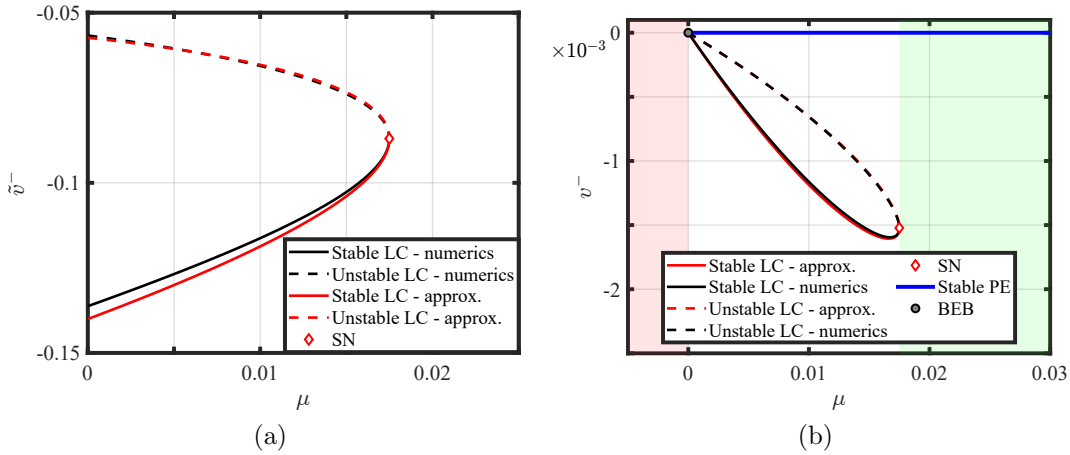 -0.05
-0.1
-0.15
ṽ⁻
0
0.01
0.02
μ
Stable LC - numerics
Unstable LC - numerics
Stable LC - approx.
Unstable LC - approx.
SN
(a)
0
×10⁻³
-1
-2
v⁻
0
0.01
0.02
0.03
μ
Stable LC - approx.
Stable LC - numerics
Unstable LC - approx.
Unstable LC - numerics
SN
Stable PE
BEB
(b)